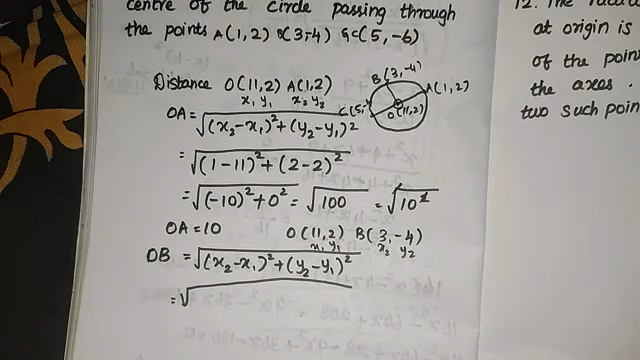 centre of the circle passing through
the points A(1,2) B(3,-4) & C(5,-6)
Distance O(11,2) A(1,2)
x₁ y₁ x₂ y₂
B(3,-4)
A(1,2)
C(5,
O(11,2)
OA = √(x₂-x₁)²+(y₂-y₁)²
= √(1-11)²+(2-2)²
= √(-10)²+0² = √100 = √10²
OA = 10 O(11,2) B(3,-4)
x₁ y₁ x₂ y₂
OB = √(x₂-x₁)²+(y₂-y₁)²
= √
12. The
at origin is
of the poin
the axes.
two such poin